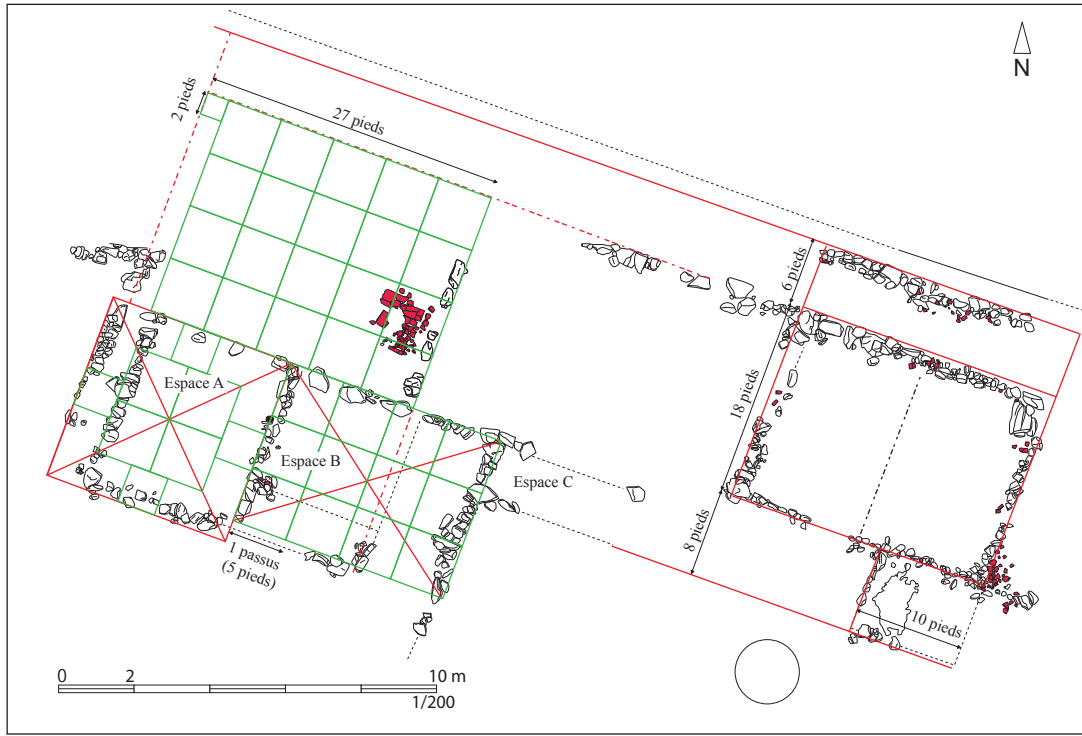 N
2 pieds
27 pieds
6 pieds
Espace A
18 pieds
Espace B
Espace C
8 pieds
1 passus
(5 pieds)
10 pieds
0 2 10 m
1/200